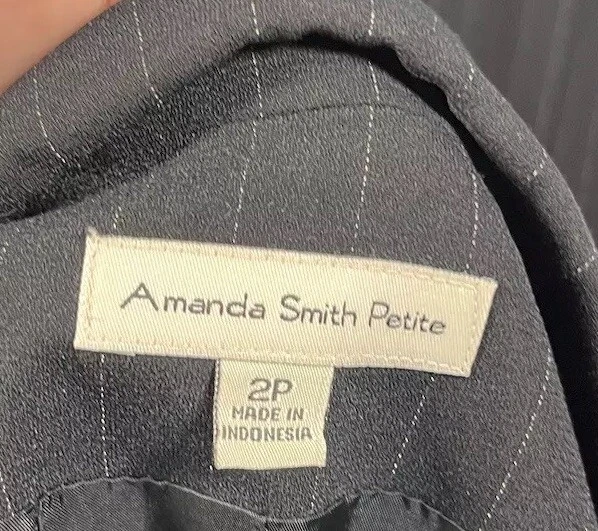 Amanda Smith Petite
2P
MADE IN
INDONESIA